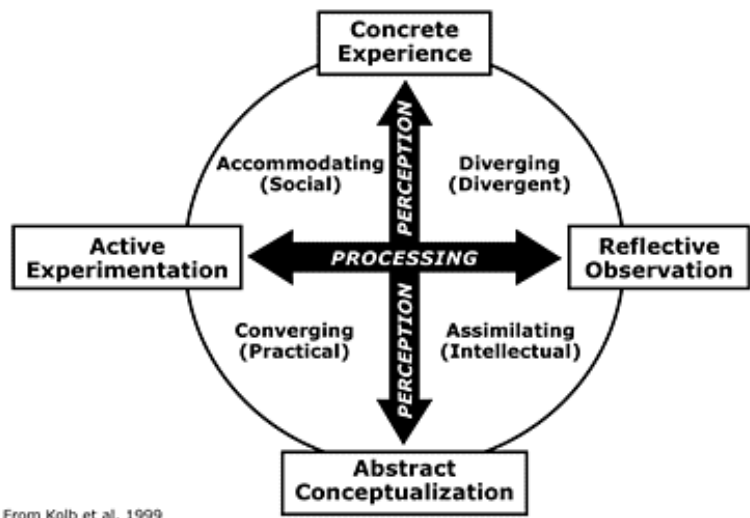 Concrete
Experience
PERCEPTION
Accommodating
(Social)
Diverging
(Divergent)
Active
Experimentation
PROCESSING
Reflective
Observation
Converging
(Practical)
PERCEPTION
Assimilating
(Intellectual)
Abstract
Conceptualization
From Kolb et al. 1999